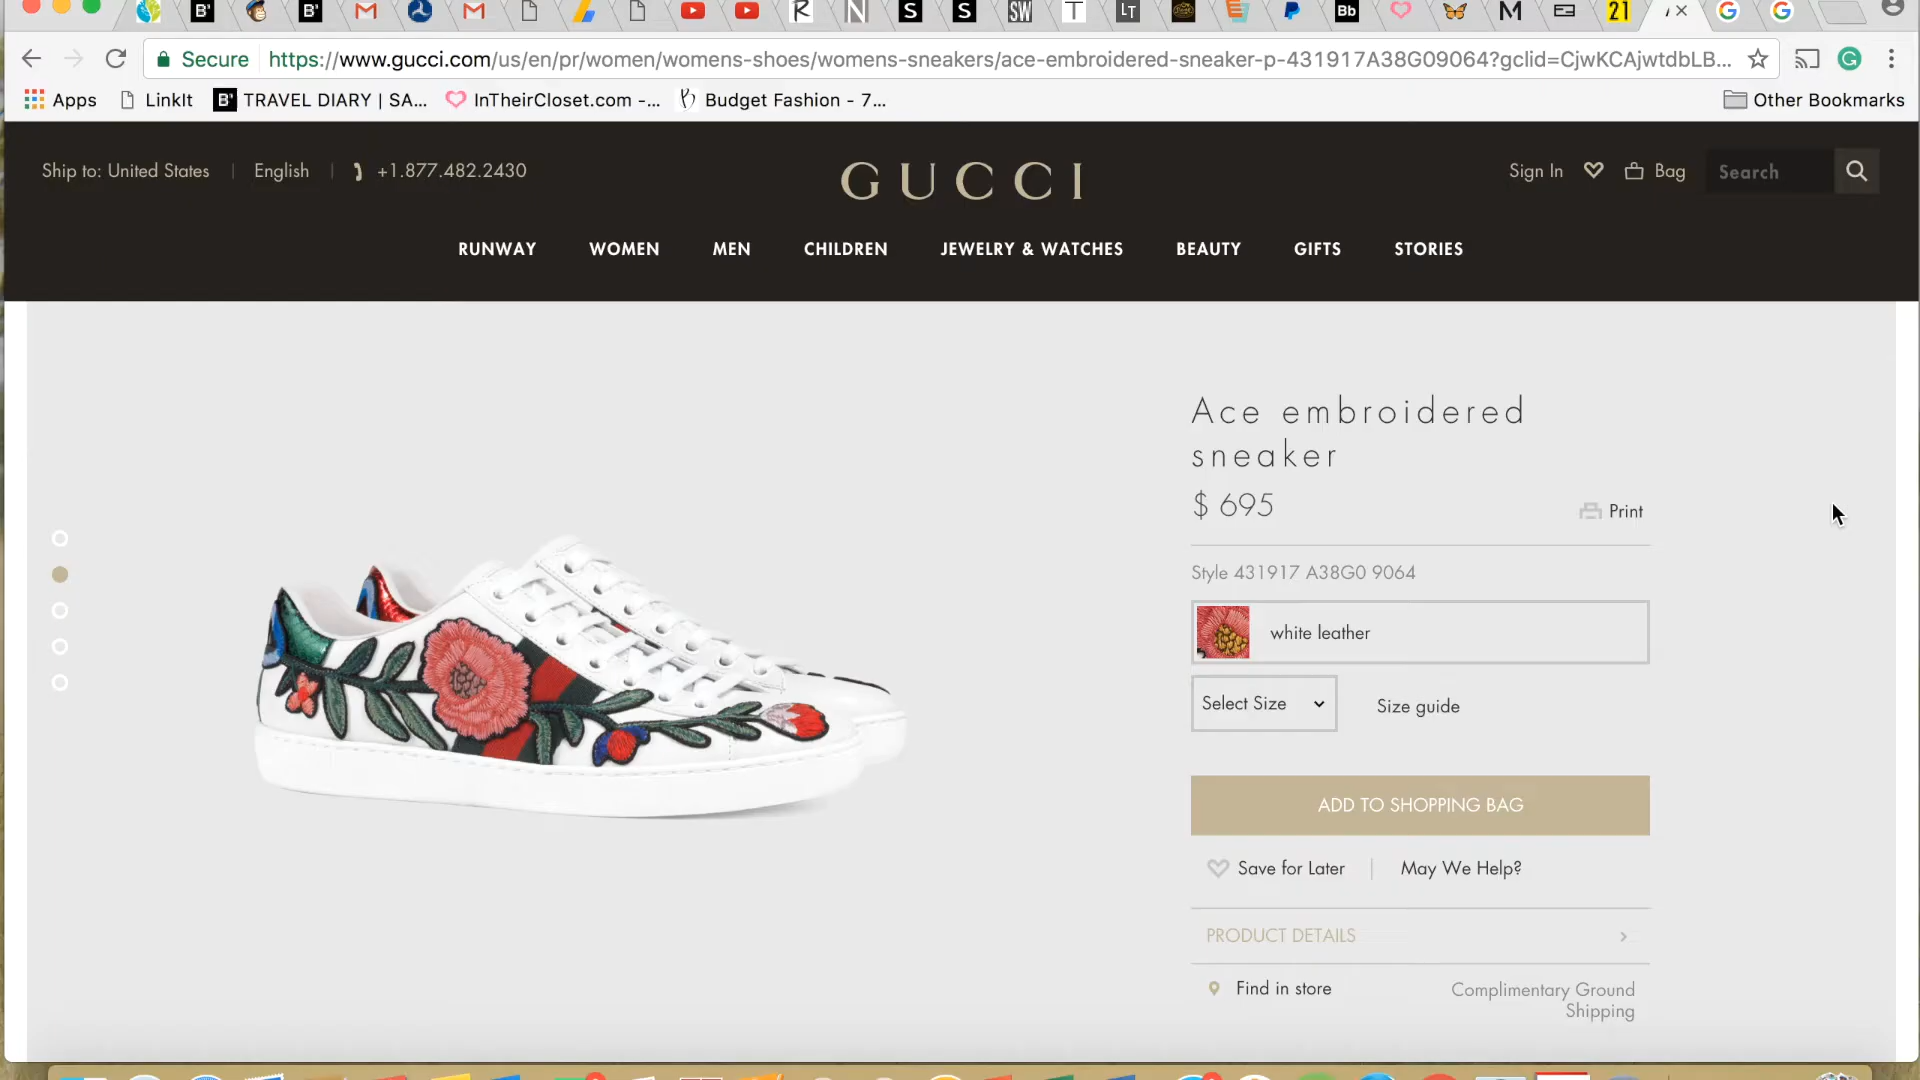 Secure https://www.gucci.com/us/en/pr/women/womens-shoes/womens-sneakers/ace-embroidered-sneaker-p-431917A38G09064?gclid=CjwKCAjwtdbLB...
Apps LinkIt B' TRAVEL DIARY | SA... InTheirCloset.com -... Budget Fashion - 7... Other Bookmarks
Ship to: United States | English | +1.877.482.2430
GUCCI
Sign In Bag Search
RUNWAY WOMEN MEN CHILDREN JEWELRY & WATCHES BEAUTY GIFTS STORIES
Ace embroidered
sneaker
$ 695
Print
Style 431917 A38G0 9064
white leather
Select Size Size guide
ADD TO SHOPPING BAG
Save for Later | May We Help?
PRODUCT DETAILS
Find in store
Complimentary Ground
Shipping